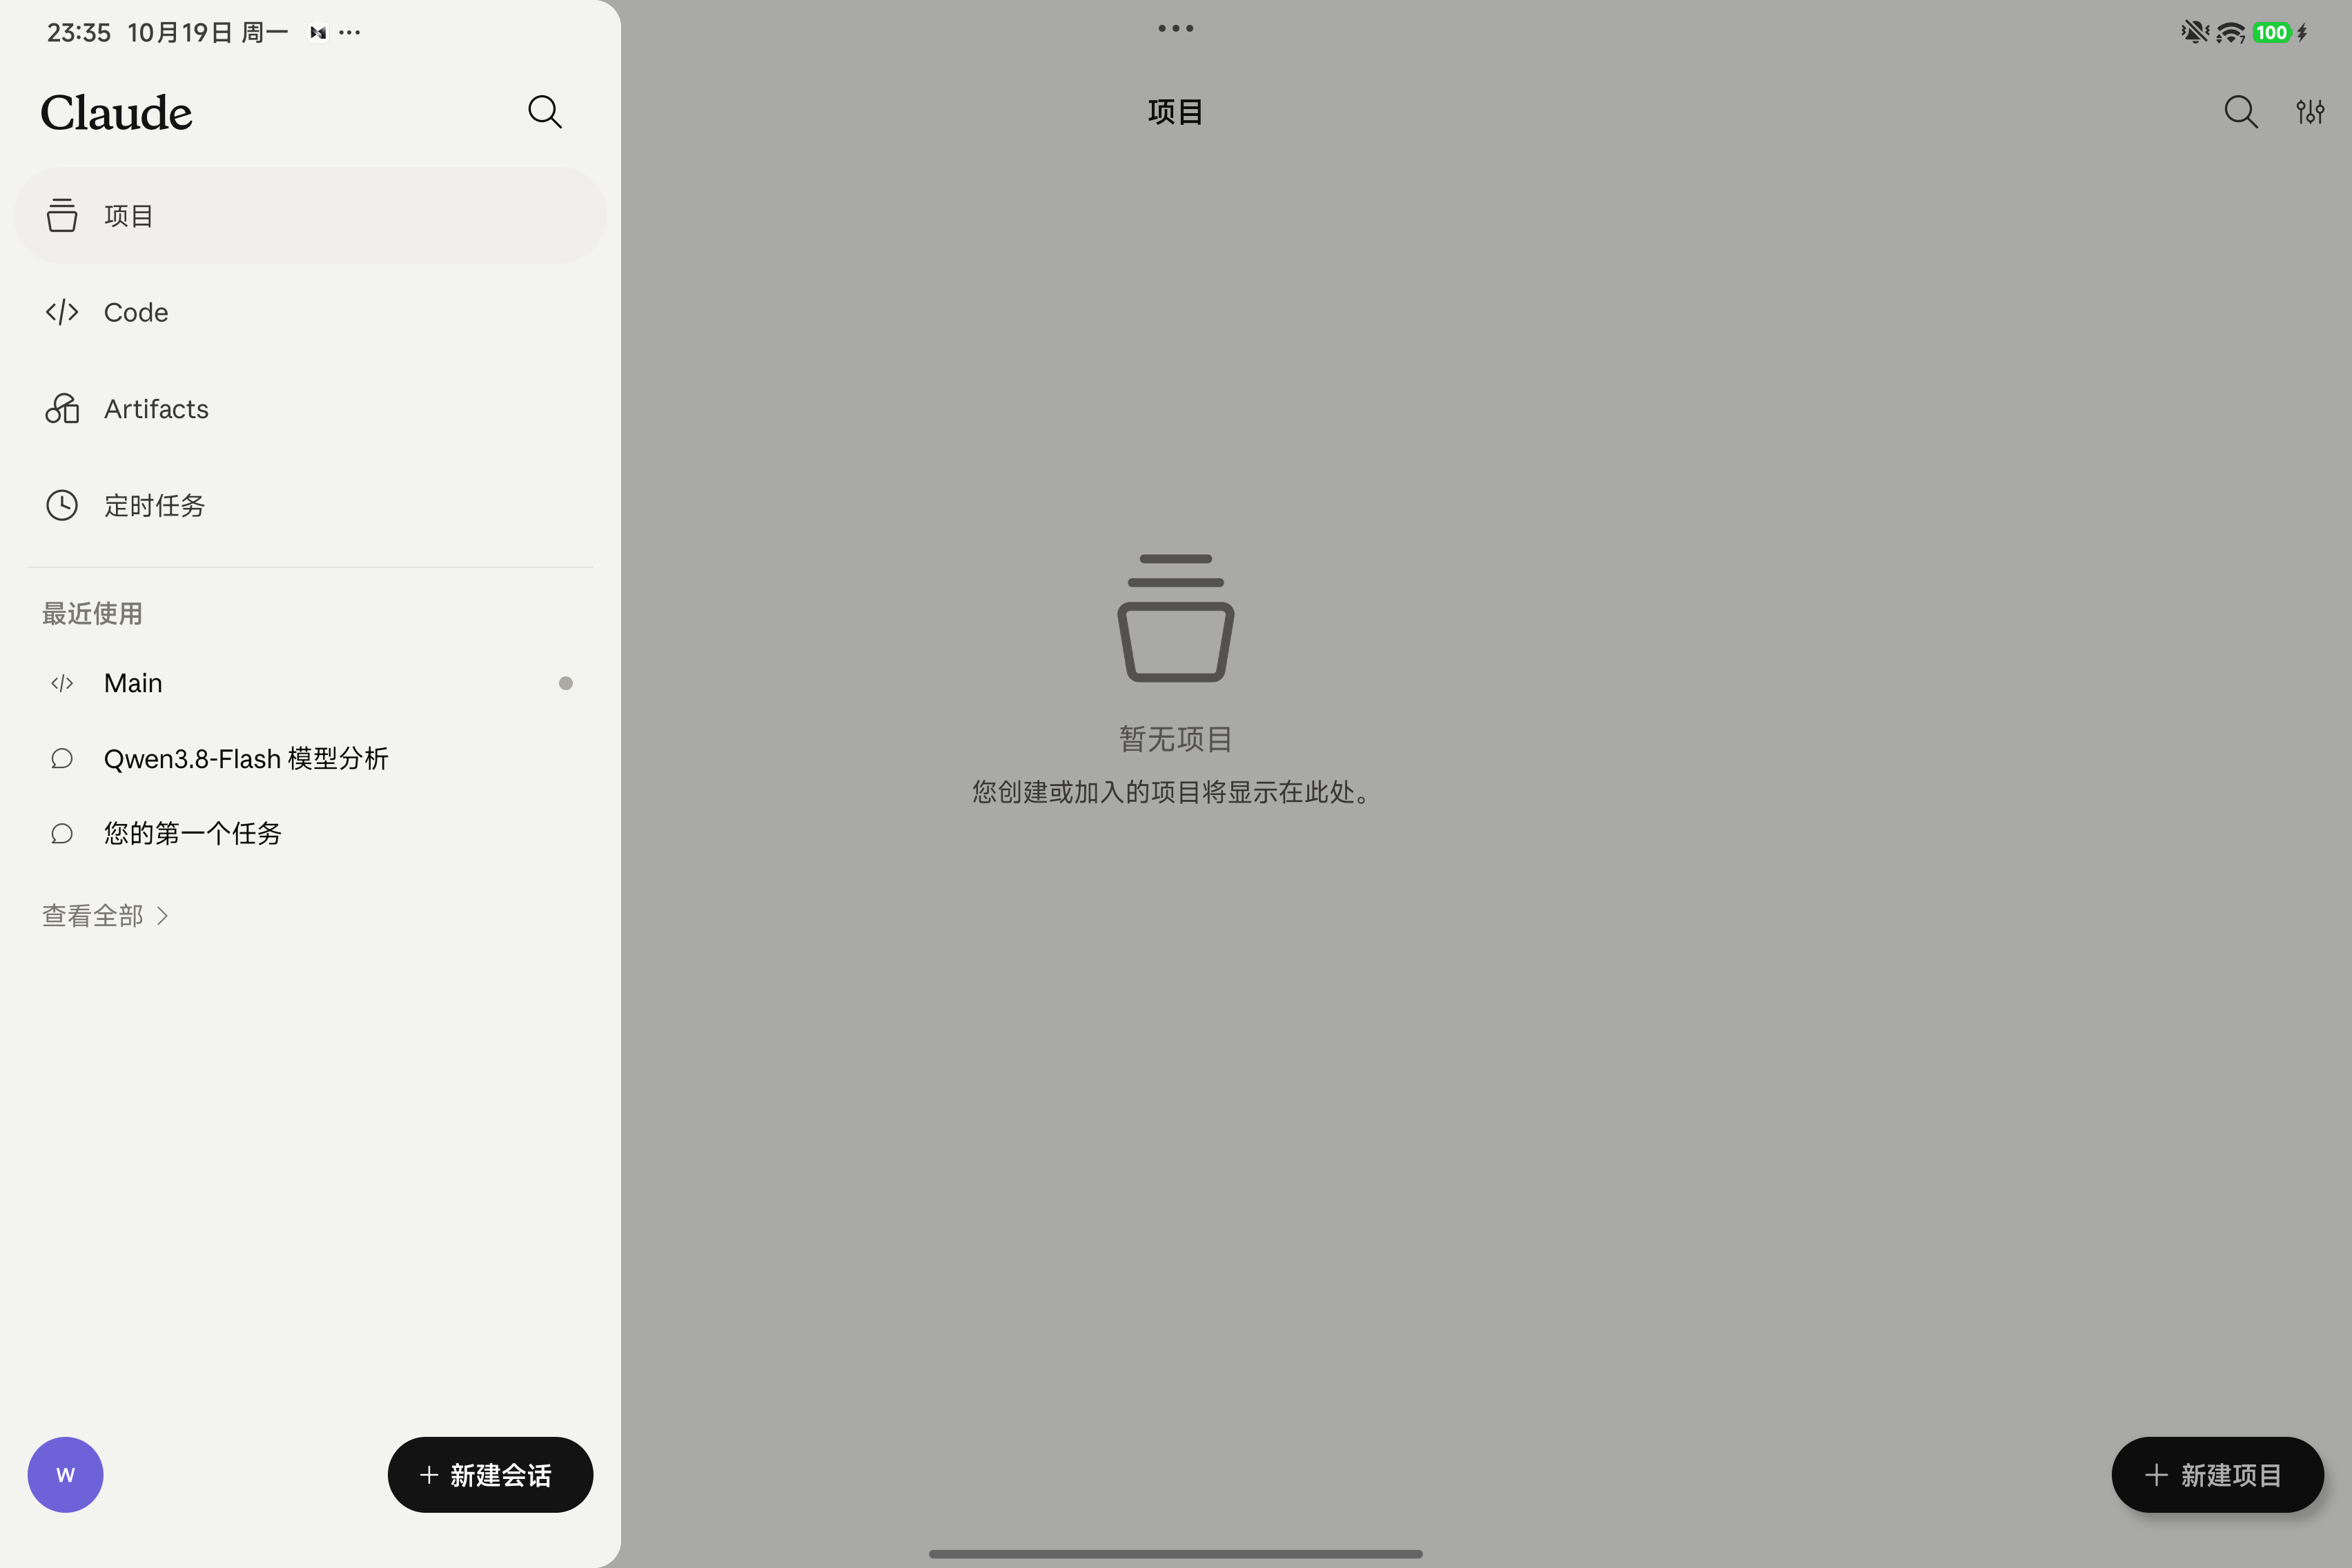 23:35 10月19日 周一
100
Claude
项目
Code
Artifacts
定时任务
最近使用
Main
Qwen3.8-Flash 模型分析
您的第一个任务
查看全部
W
新建会话
项目
暂无项目
您创建或加入的项目将显示在此处。
新建项目